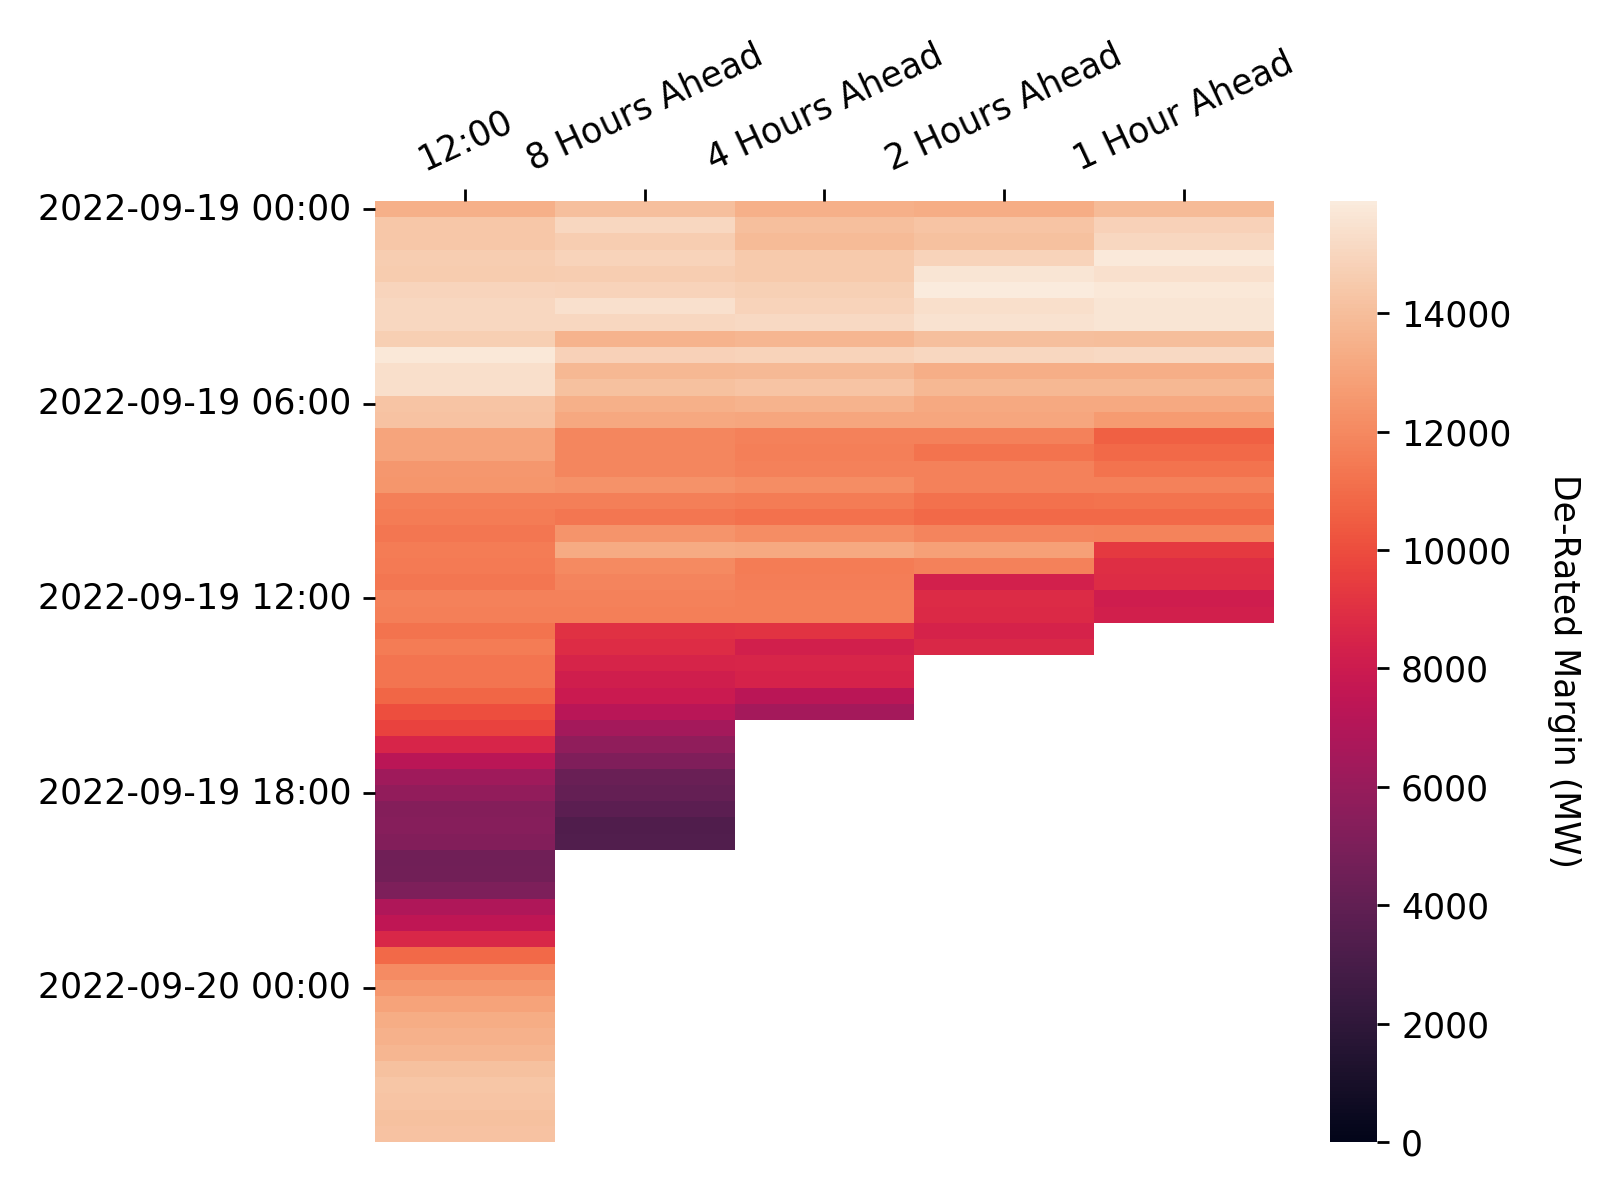 12:00
8 Hours Ahead
4 Hours Ahead
2 Hours Ahead
1 Hour Ahead
2022-09-19 00:00
2022-09-19 06:00
2022-09-19 12:00
2022-09-19 18:00
2022-09-20 00:00
14000
12000
10000
8000
6000
4000
2000
0
De-Rated Margin (MW)